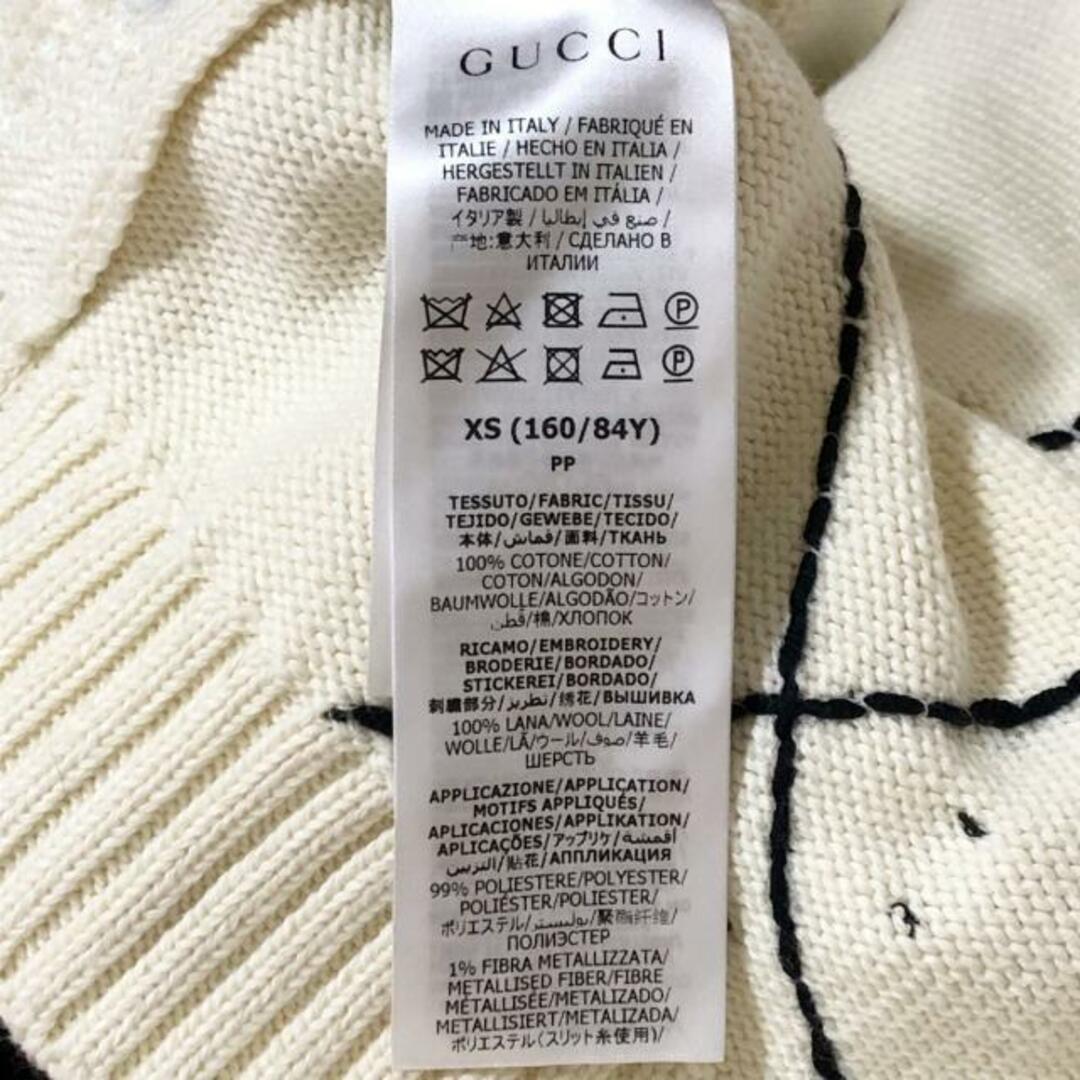 GUCCI
MADE IN ITALY / FABRIQUÉ EN
ITALIE / HECHO EN ITALIA /
HERGESTELLT IN ITALIEN /
FABRICADO EM ITÁLIA /
イタリア製 / صنع في إيطاليا /
产地:意大利 / СДЕЛАНО В
ИТАЛИИ
P
P
XS (160/84Y)
PP
TESSUTO/FABRIC/TISSU/
TEJIDO/GEWEBE/TECIDO/
本体/قماش/面料/ТКАНЬ
100% COTONE/COTTON/
COTON/ALGODON/
BAUMWOLLE/ALGODÃO/コットン/
قطن/棉/ХЛОПОК
RICAMO/EMBROIDERY/
BRODERIE/BORDADO/
STICKEREI/BORDADO/
刺繍部分/تطريز/绣花/ВЫШИВКА
100% LANA/WOOL/LAINE/
WOLLE/LÃ/ウール/صوف/羊毛/
ШЕРСТЬ
APPLICAZIONE/APPLICATION/
MOTIFS APPLIQUÉS/
APLICACIONES/APPLIKATION/
APLICAÇÕES/アップリケ/أقمشة
التزيين/贴花/АППЛИКАЦИЯ
99% POLIESTERE/POLYESTER/
POLIÉSTER/POLIESTER/
ポリエステル/بوليستر/聚酯纤维/
ПОЛИЭСТЕР
1% FIBRA METALLIZZATA/
METALLISED FIBER/FIBRE
MÉTALLISÉE/METALIZADO/
METALLISIERT/METALIZADA/
ポリエステル(スリット糸使用)